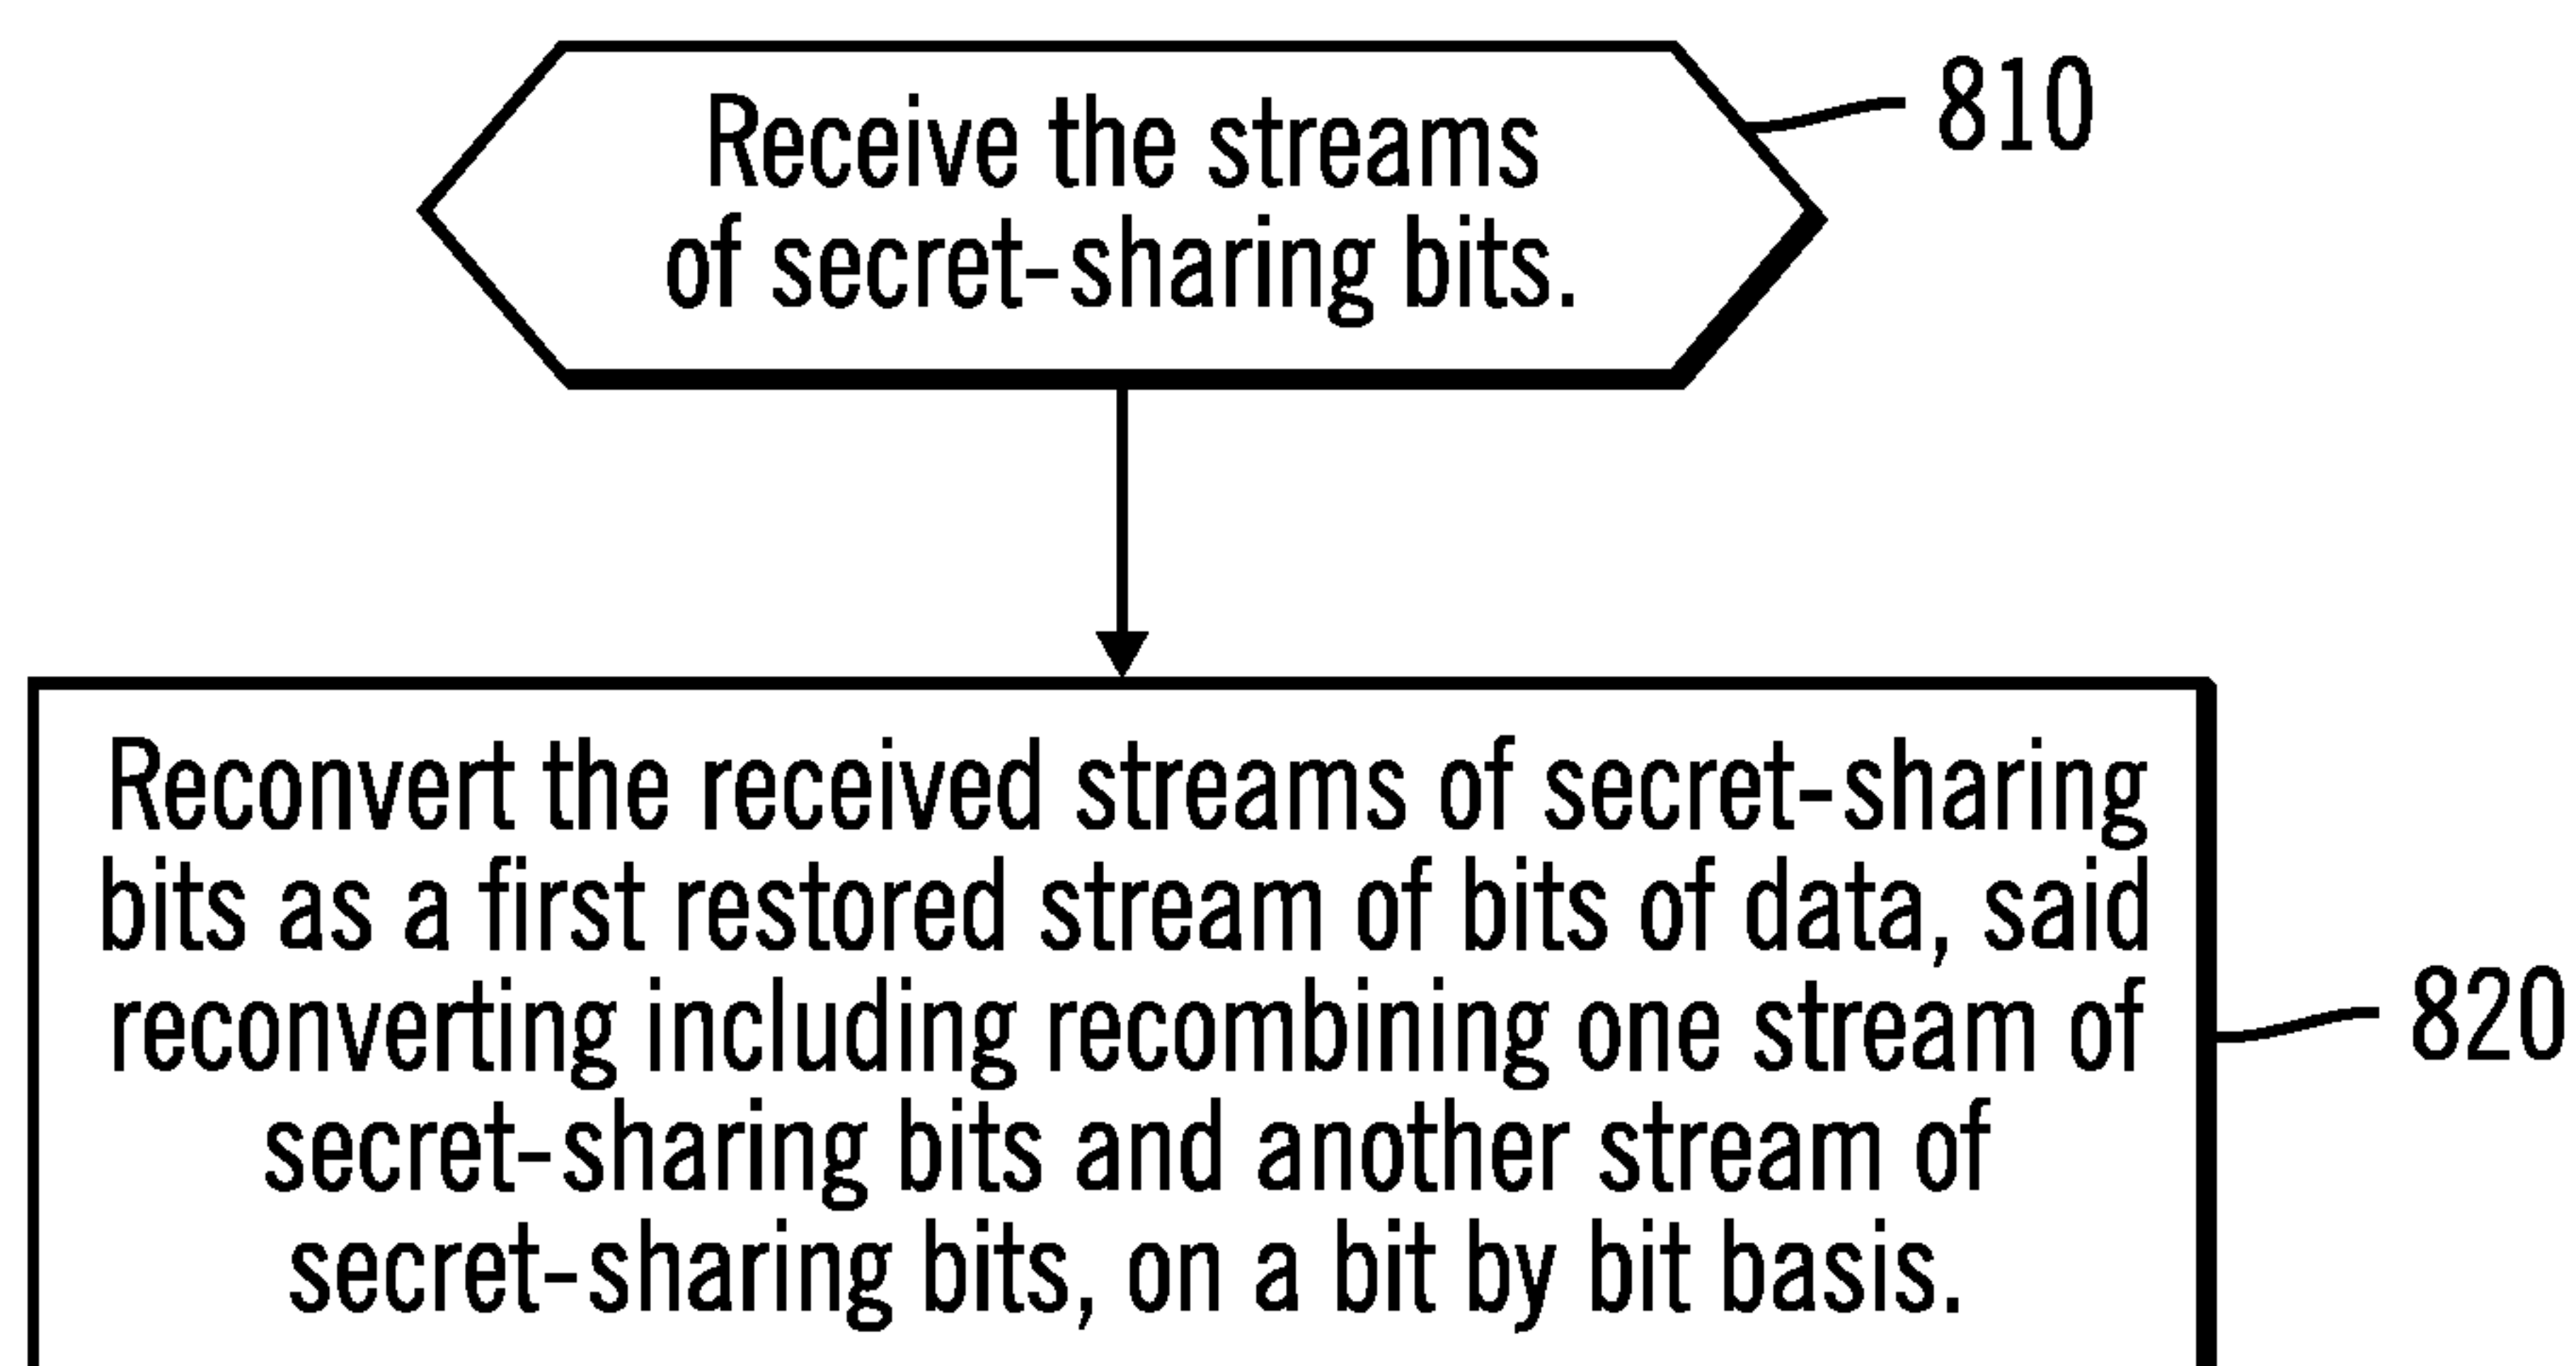 Receive the streams
of secret-sharing bits.
810
Reconvert the received streams of secret-sharing
bits as a first restored stream of bits of data, said
reconverting including recombining one stream of
secret-sharing bits and another stream of
secret-sharing bits, on a bit by bit basis.
820